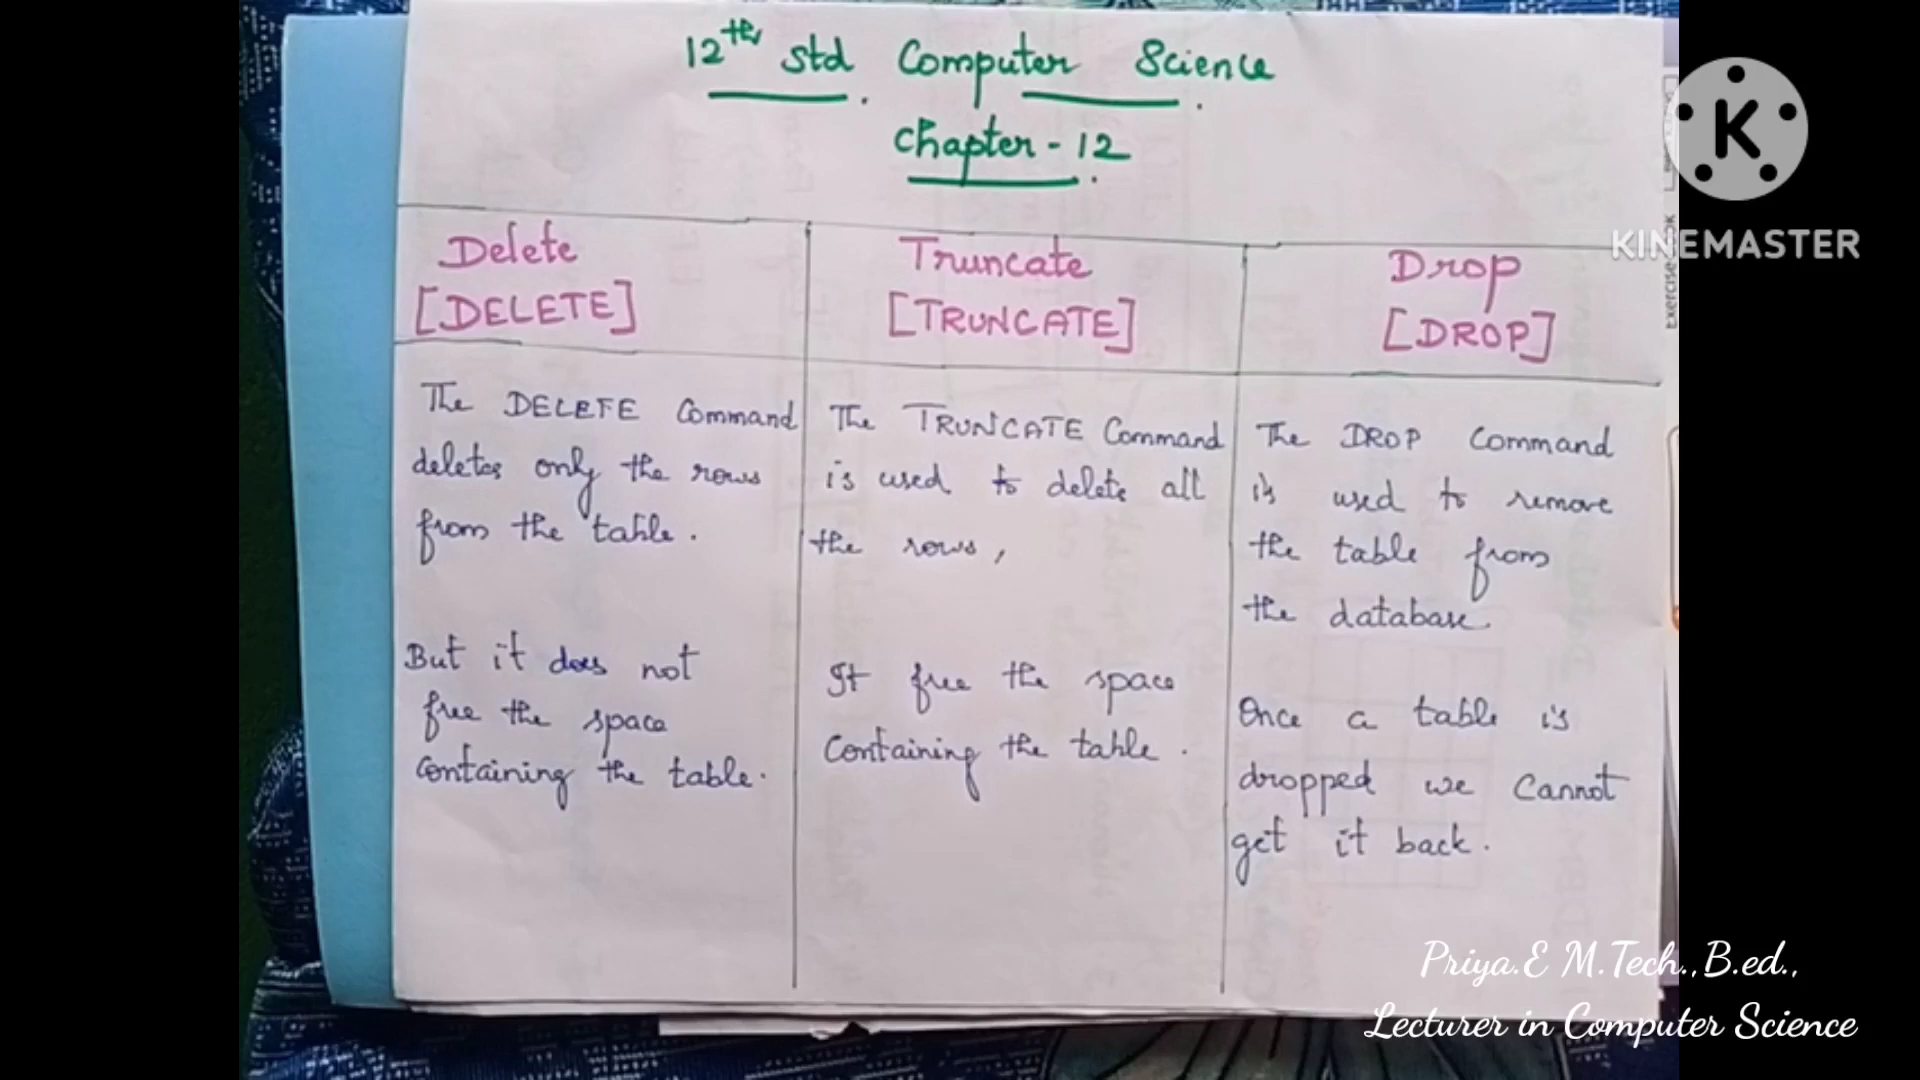 12th std Computer Science
Chapter - 12
Delete
[DELETE]
The DELETE Command
deletes only the rows
from the table.
But it does not
free the space
containing the table.
Truncate
[TRUNCATE]
The TRUNCATE Command
is used to delete all
the rows,
It free the space
containing the table.
Drop
[DROP]
The DROP Command
is used to remove
the table from
the database
Once a table is
dropped we cannot
get it back.
K
KINEMASTER
Exercise
Priya.E M.Tech.,B.ed.,
Lecturer in Computer Science